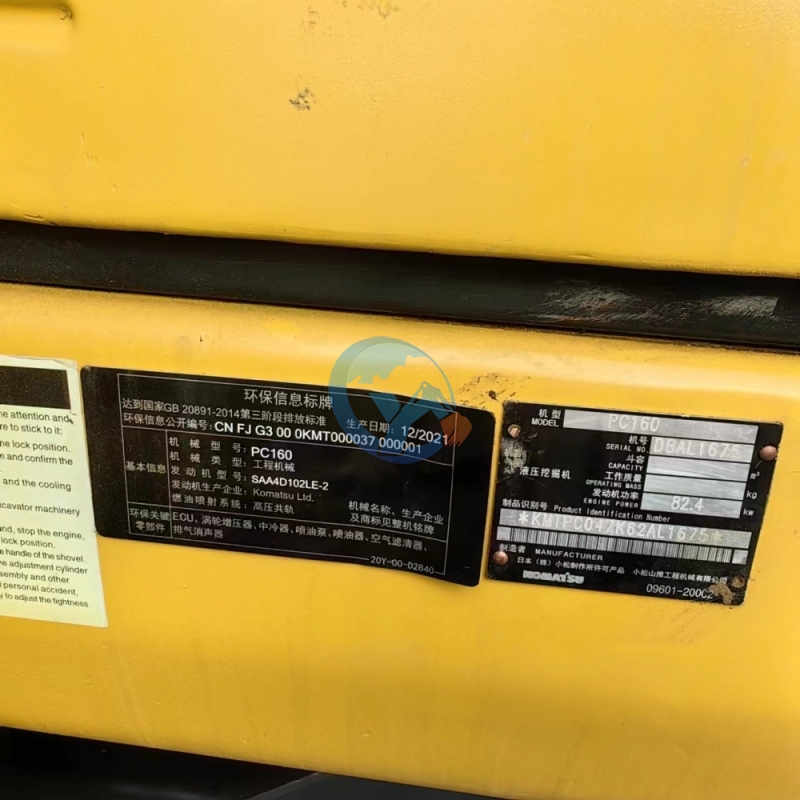 e attention and
re to stick to it:
e lock position.
n and confirm the
and the cooling
excavator machinery
nd, stop the engine,
lock position.
e handle of the shovel.
e adjustment cylinder
sembly and other
l personal accident,
y to adjust the tightness
环保信息标牌
达到国家GB 20891-2014第三阶段排放标准 生产日期: 12/2021
环保信息公开编号: CN FJ G3 00 0KMT000037 000001
基本信息
机械型号: PC160
机械类型: 工程机械
发动机型号: SAA4D102LE-2
发动机生产企业: Komatsu Ltd.
燃油喷射系统: 高压共轨
机械名称、生产企业
及商标见整机铭牌
环保关键零部件
ECU、涡轮增压器、中冷器、喷油泵、喷油器、空气滤清器、
排气消声器
20Y-00-D2840
机型
MODEL PC160
机号
SERIAL NO. DBAL1675
液压挖掘机
斗容
CAPACITY m³
工作质量
OPERATING MASS kg
发动机功率
ENGINE POWER 82.4 kw
制品识别号 Product Identification Number
*KMTPC047K62AL1675*
制造者 MANUFACTURER
日本（株）小松制作所许可产品 小松山推工程机械有限公司
KOMATSU
09601-200C2